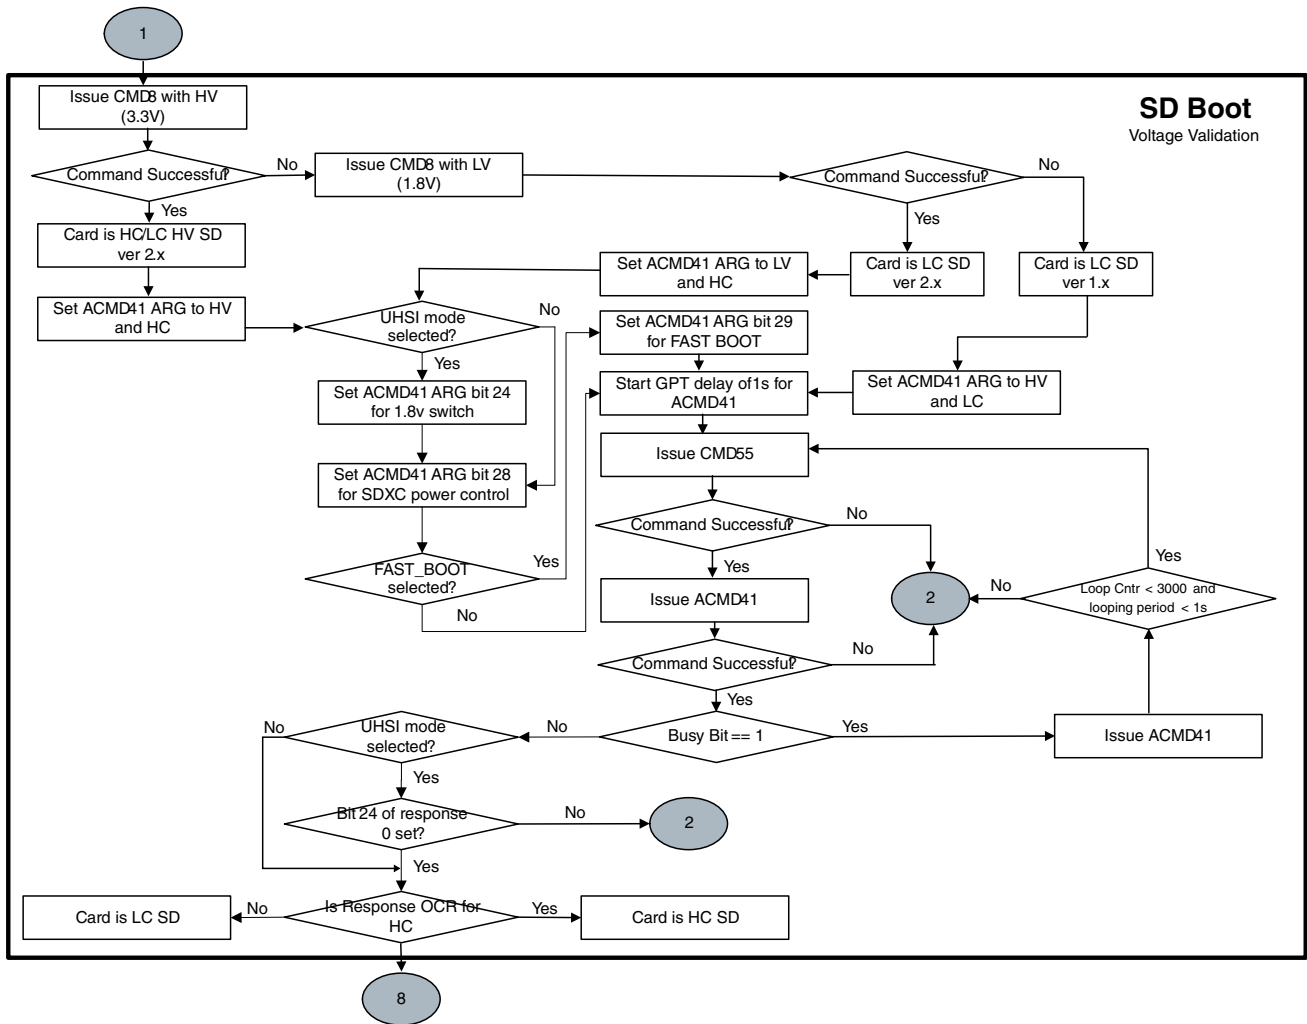 1
SD Boot
Voltage Validation
Issue CMD8 with HV
(3.3V)
Command Successful?
No
Issue CMD8 with LV
(1.8V)
Command Successful?
No
Yes
Yes
Card is HC/LC HV SD
ver 2.x
Set ACMD41 ARG to LV
and HC
Card is LC SD
ver 2.x
Card is LC SD
ver 1.x
Set ACMD41 ARG to HV
and HC
UHSI mode
selected?
No
Set ACMD41 ARG bit 29
for FAST BOOT
Yes
Set ACMD41 ARG bit 24
for 1.8v switch
Start GPT delay of1s for
ACMD41
Set ACMD41 ARG to HV
and LC
Issue CMD55
Set ACMD41 ARG bit 28
for SDXC power control
Command Successful?
No
Yes
FAST_BOOT
selected?
Yes
No
Yes
Issue ACMD41
2
No
Loop Cntr < 3000 and
looping period < 1s
Command Successful?
No
Yes
No
UHSI mode
selected?
No
Busy Bit == 1
Yes
Issue ACMD41
Yes
Bit 24 of response
0 set?
No
2
Yes
Card is LC SD
No
Is Response OCR for
HC
Yes
Card is HC SD
8